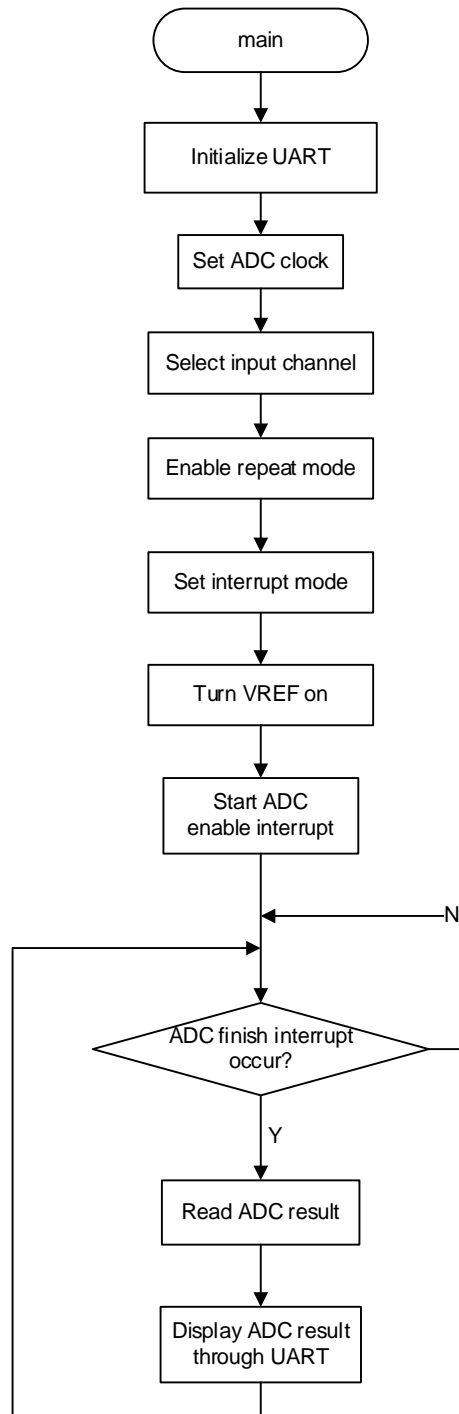 main
Initialize UART
Set ADC clock
Select input channel
Enable repeat mode
Set interrupt mode
Turn VREF on
Start ADC
enable interrupt
N
ADC finish interrupt
occur?
Y
Read ADC result
Display ADC result
through UART